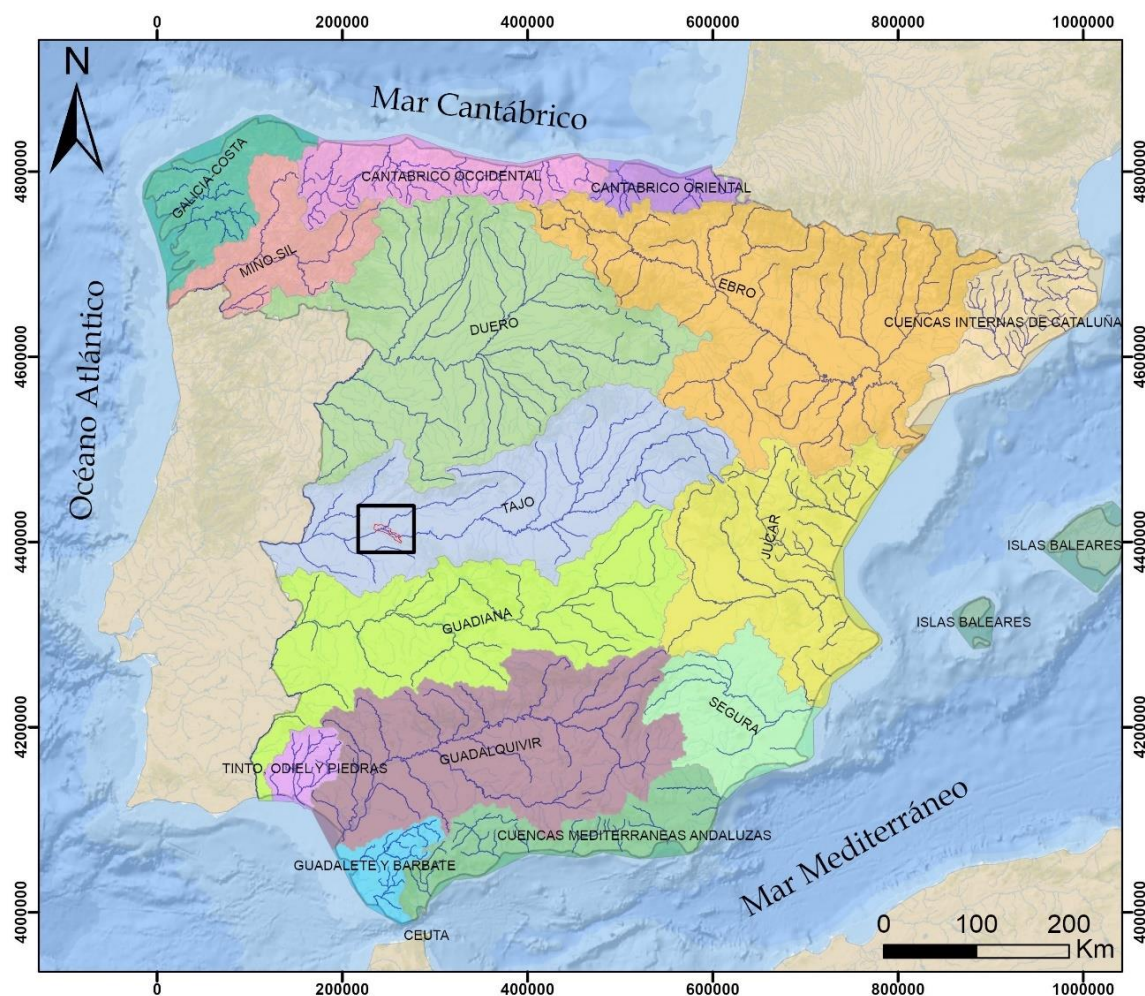 0 200000 400000 600000 800000 1000000
N
Mar Cantábrico
4800000
4800000
GALICIA-COSTA
CANTABRICO OCCIDENTAL
CANTABRICO ORIENTAL
MIÑO-SIL
EBRO
CUENCAS INTERNAS DE CATALUÑA
DUERO
4600000
4600000
Océano Atlántico
TAJO
JUCAR
4400000
4400000
ISLAS BALEARES
ISLAS BALEARES
GUADIANA
SEGURA
4200000
4200000
GUADALQUIVIR
TINTO, ODIEL Y PIEDRAS
CUENCAS MEDITERRANEAS ANDALUZAS
GUADALETE Y BARBATE
Mar Mediterráneo
4000000
4000000
CEUTA
0 100 200
Km
0 200000 400000 600000 800000 1000000